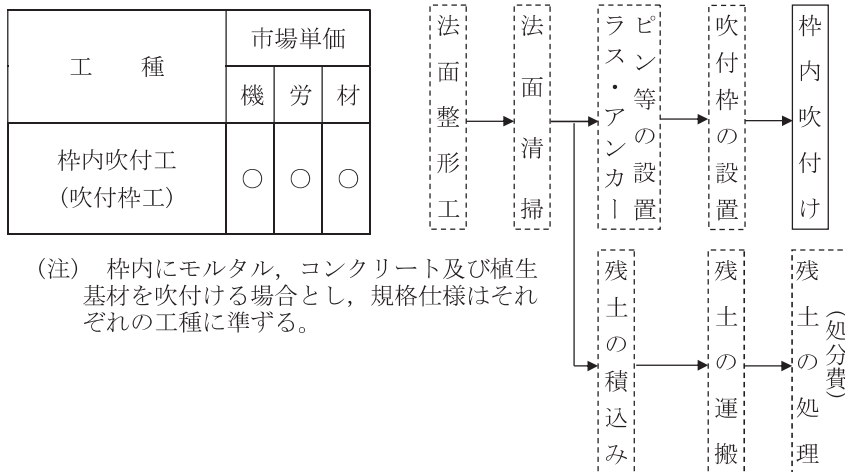 工　種
市場単価
機　労　材
枠内吹付工
(吹付枠工)
○　○　○
（注）　枠内にモルタル，コンクリート及び植生
基材を吹付ける場合とし，規格仕様はそれ
ぞれの工種に準ずる。
法面整形工
法面清掃
ピン等の設置
ラス・アンカー
吹付枠の設置
枠内吹付け
残土の積込み
残土の運搬
残土の処理
（処分費）